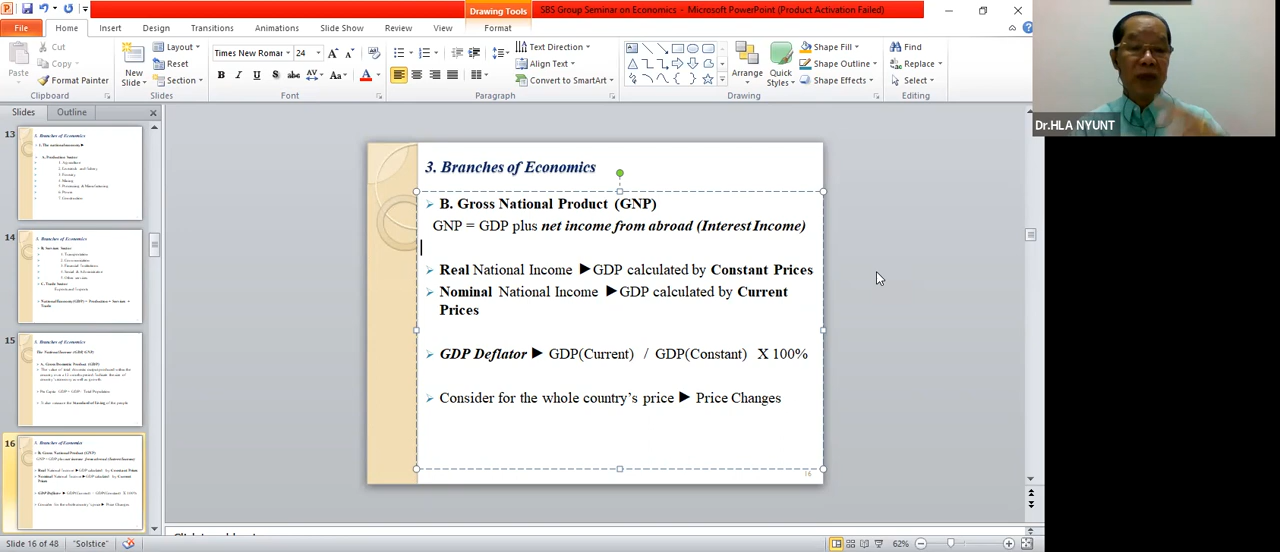 SBS Group Seminar on Economics - Microsoft PowerPoint (Product Activation Failed)
Drawing Tools
File Home Insert Design Transitions Animations Slide Show Review View Format
Paste
Cut
Copy
Format Painter
Clipboard
New Slide
Layout
Reset
Section
Slides
Times New Roma 24
Font
Text Direction
Align Text
Convert to SmartArt
Paragraph
Arrange
Quick Styles
Shape Fill
Shape Outline
Shape Effects
Drawing
Find
Replace
Select
Editing
Dr.HLA NYUNT
Slides Outline
13
14
15
16
3. Branches of Economics
B. Gross National Product (GNP)
GNP = GDP plus net income from abroad (Interest Income)
Real National Income ►GDP calculated by Constant Prices
Nominal National Income ►GDP calculated by Current
Prices
GDP Deflator ► GDP(Current) / GDP(Constant) X 100%
Consider for the whole country's price ► Price Changes
16
Slide 16 of 48
"Solstice"
62%